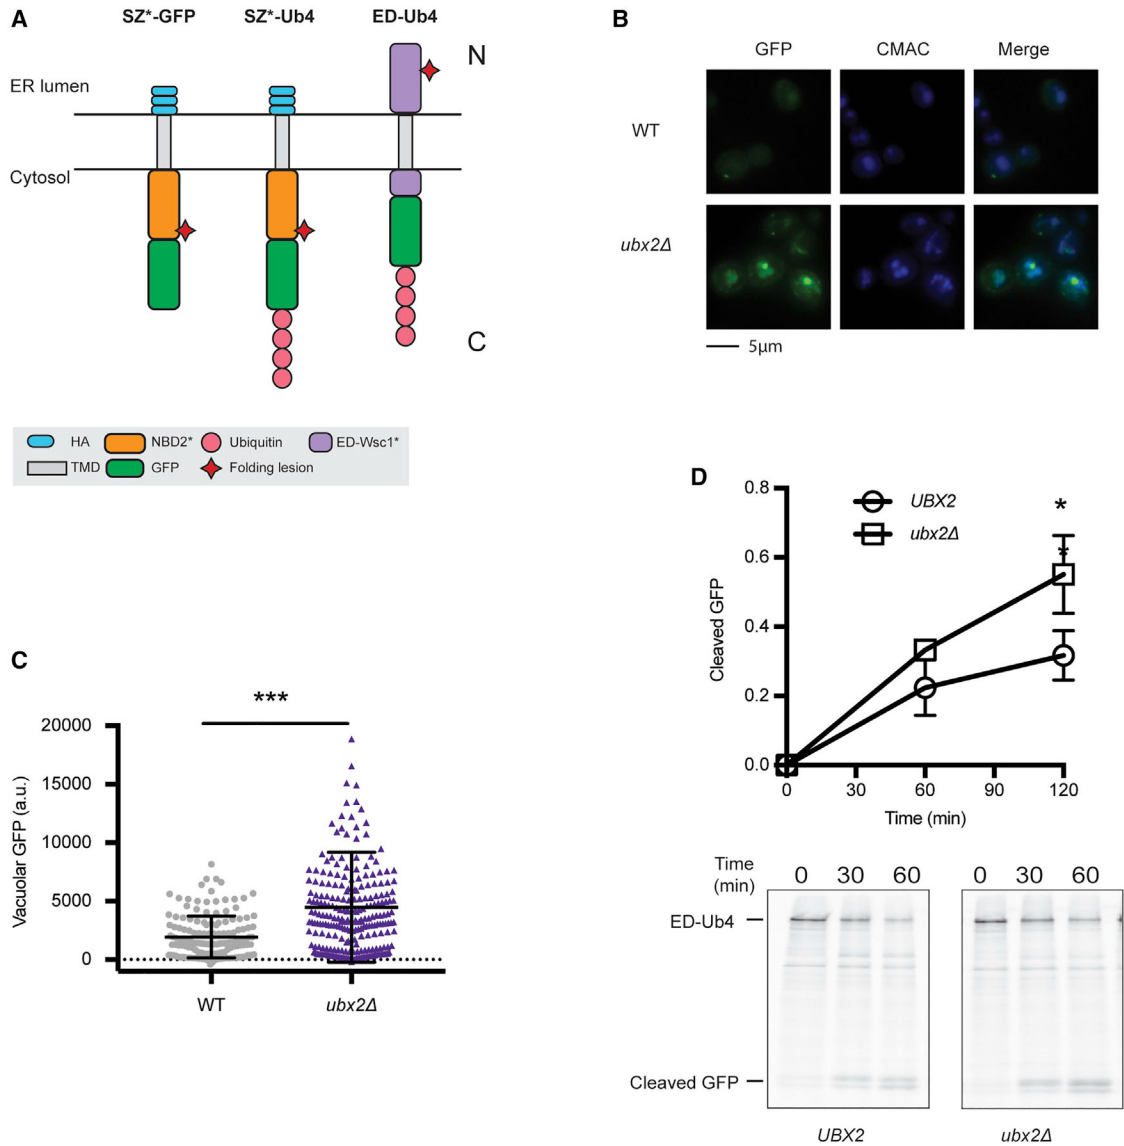 A
SZ*-GFP SZ*-Ub4 ED-Ub4
N
ER lumen
Cytosol
C
HA NBD2* Ubiquitin ED-Wsc1*
TMD GFP Folding lesion
B
GFP CMAC Merge
WT
ubx2Δ
5µm
C
***
20000
15000
10000
5000
0
Vacuolar GFP (a.u.)
WT ubx2Δ
D
0.8
0.6
0.4
0.2
0.0
Cleaved GFP
UBX2
ubx2Δ
*
*
0 30 60 90 120
Time (min)
Time
(min)
0 30 60 0 30 60
ED-Ub4
Cleaved GFP
UBX2 ubx2Δ